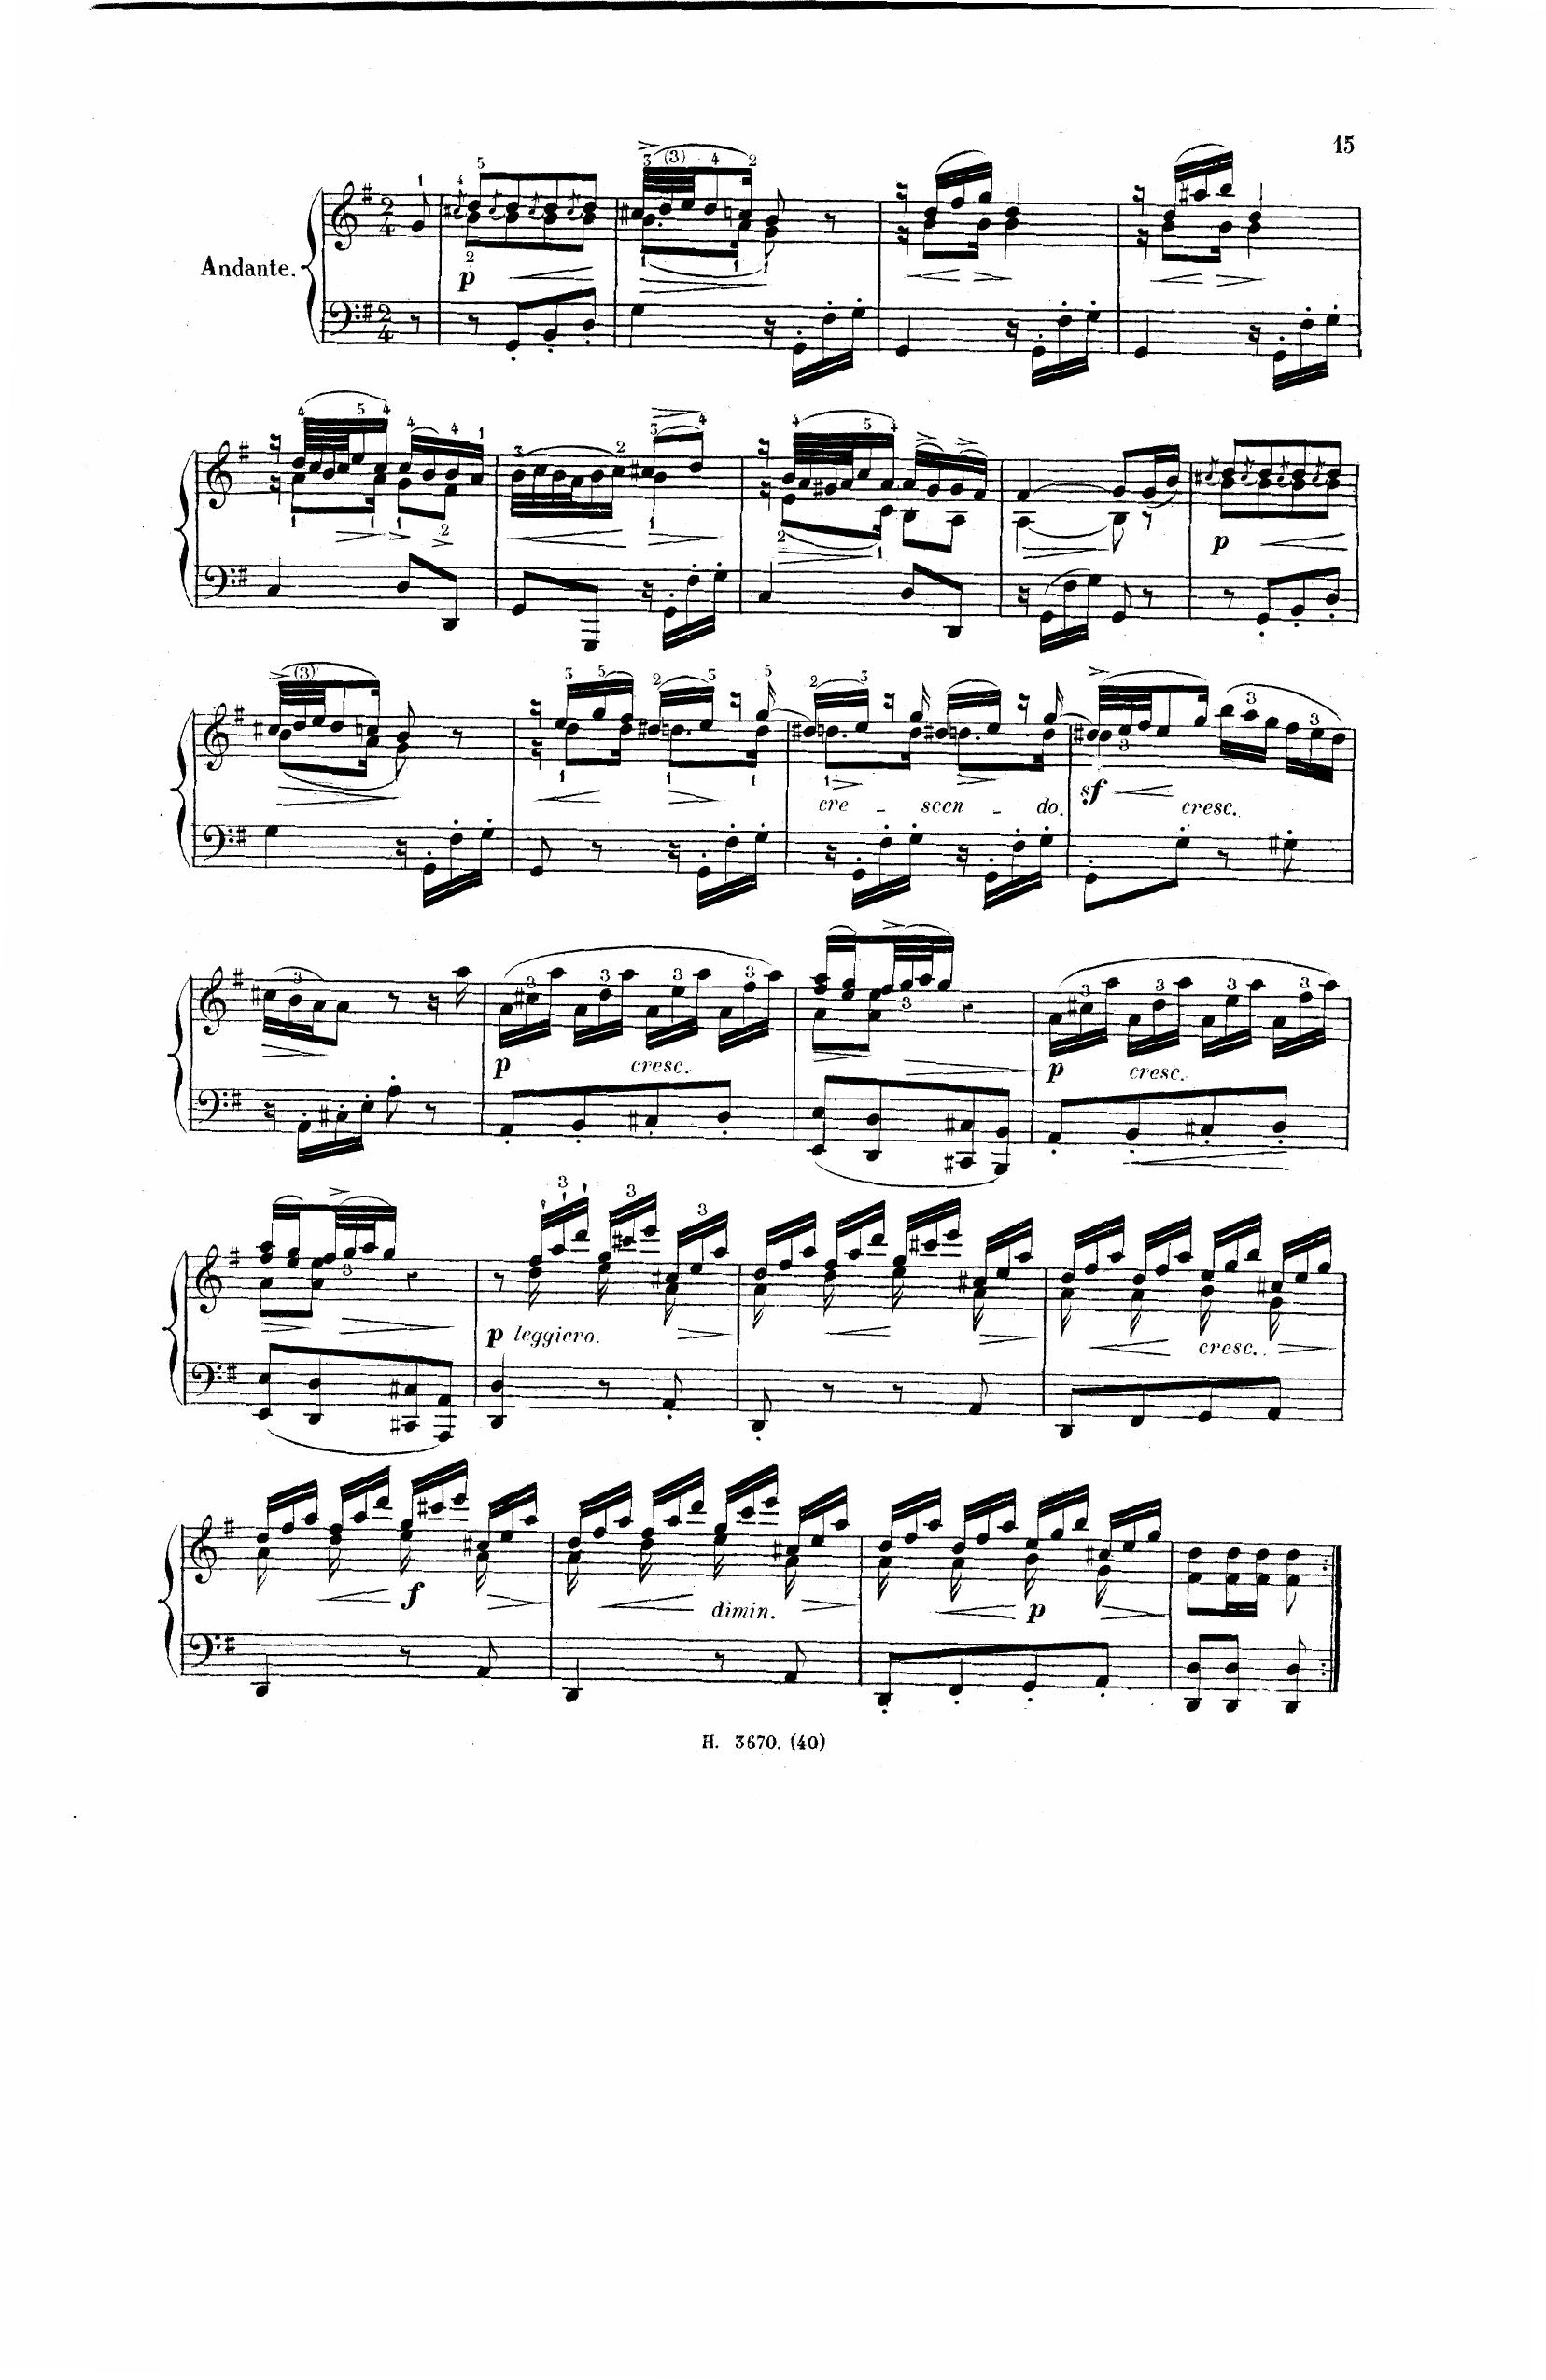 15
Andante.
p
p
cre - scen - do.
sf
cresc.
p
cresc.
p
cresc.
p leggiero.
cresc.
f
dimin.
p
H. 3670. (40)